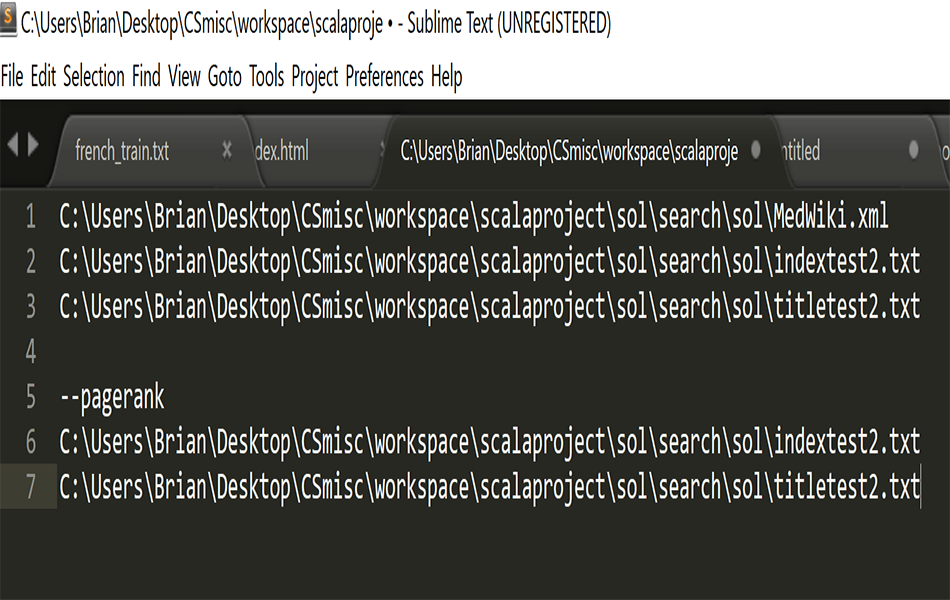 C:\Users\Brian\Desktop\CSmisc\workspace\scalaproje • - Sublime Text (UNREGISTERED)
File Edit Selection Find View Goto Tools Project Preferences Help
french_train.txt × dex.html C:\Users\Brian\Desktop\CSmisc\workspace\scalaproje ntitled
1 C:\Users\Brian\Desktop\CSmisc\workspace\scalaproject\sol\search\sol\MedWiki.xml
2 C:\Users\Brian\Desktop\CSmisc\workspace\scalaproject\sol\search\sol\indextest2.txt
3 C:\Users\Brian\Desktop\CSmisc\workspace\scalaproject\sol\search\sol\titletest2.txt
4
5 --pagerank
6 C:\Users\Brian\Desktop\CSmisc\workspace\scalaproject\sol\search\sol\indextest2.txt
7 C:\Users\Brian\Desktop\CSmisc\workspace\scalaproject\sol\search\sol\titletest2.txt